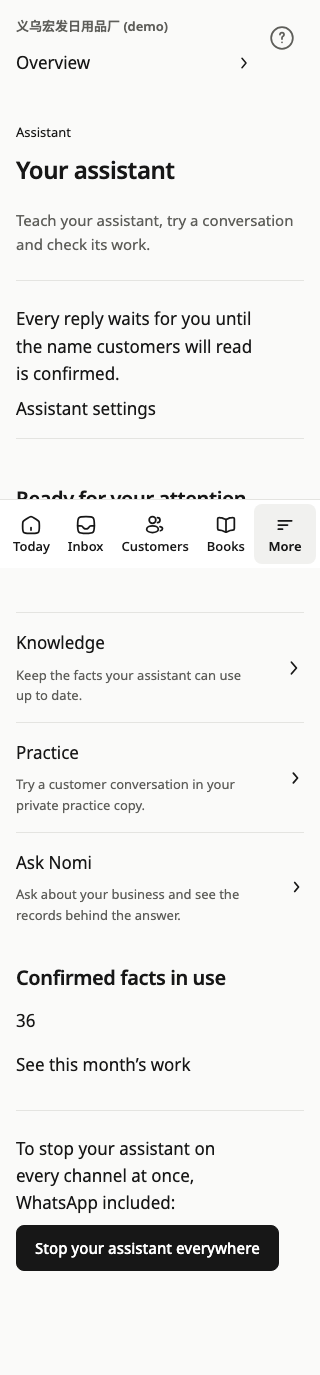 义乌宏发日用品厂 (demo)
Overview
Assistant
Your assistant
Teach your assistant, try a conversation
and check its work.
Every reply waits for you until
the name customers will read
is confirmed.
Assistant settings
Ready for your attention
Today
Inbox
Customers
Books
More
Knowledge
Keep the facts your assistant can use
up to date.
Practice
Try a customer conversation in your
private practice copy.
Ask Nomi
Ask about your business and see the
records behind the answer.
Confirmed facts in use
36
See this month’s work
To stop your assistant on
every channel at once,
WhatsApp included:
Stop your assistant everywhere